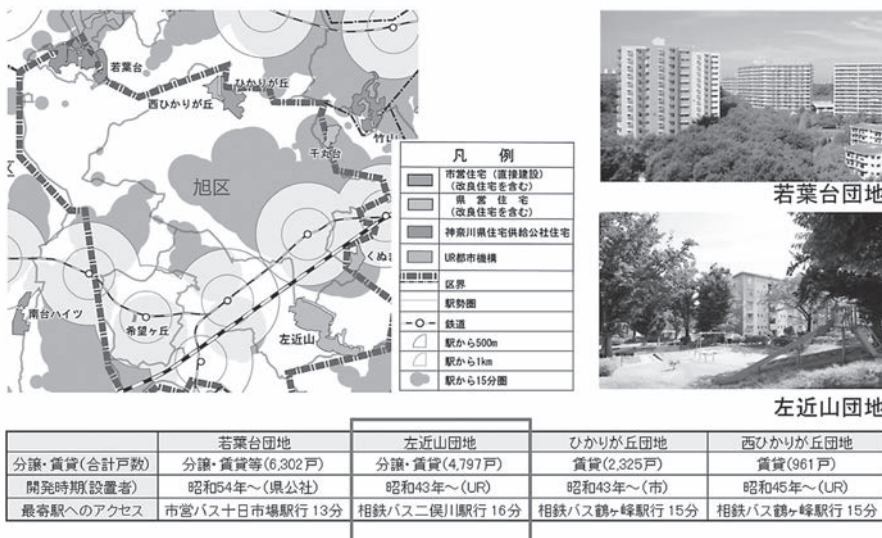 若葉台
ひかりが丘
西ひかりが丘
竹山
千丸台
区
旭区
くぬぎ
南台ハイツ
希望ヶ丘
左近山
凡 例
市営住宅（直接建設）
（改良住宅を含む）
県 営 住 宅
（改良住宅を含む）
神奈川県住宅供給公社住宅
UR都市機構
区界
駅勢圏
鉄道
駅から500m
駅から1km
駅から15分圏
若葉台団地
左近山団地
若葉台団地 左近山団地 ひかりが丘団地 西ひかりが丘団地
分譲・賃貸(合計戸数) 分譲・賃貸等(6,302戸) 分譲・賃貸(4,797戸) 賃貸(2,325戸) 賃貸(961戸)
開発時期(設置者) 昭和54年～(県公社) 昭和43年～(UR) 昭和43年～(市) 昭和45年～(UR)
最寄駅へのアクセス 市営バス十日市場駅行 13分 相鉄バス二俣川駅行 16分 相鉄バス鶴ヶ峰駅行 15分 相鉄バス鶴ヶ峰駅行 15分